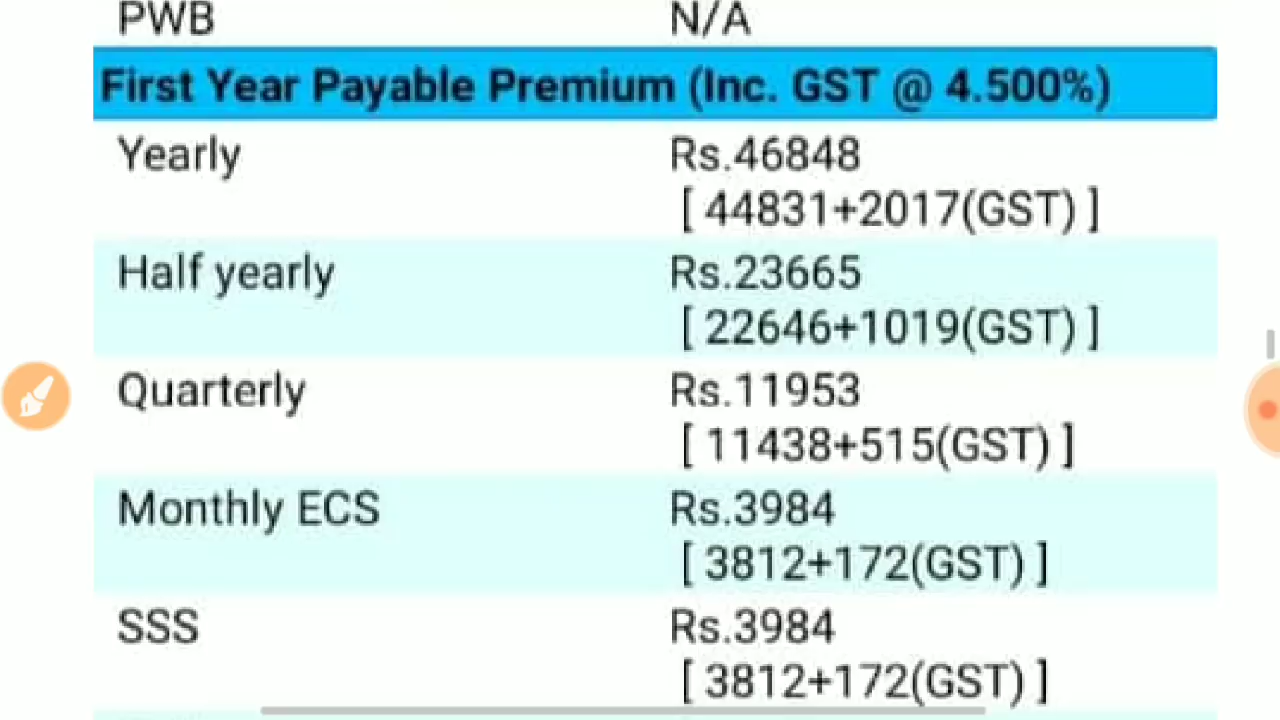 PWB N/A
First Year Payable Premium (Inc. GST @ 4.500%)
Yearly Rs.46848
[ 44831+2017(GST) ]
Half yearly Rs.23665
[ 22646+1019(GST) ]
Quarterly Rs.11953
[ 11438+515(GST) ]
Monthly ECS Rs.3984
[ 3812+172(GST) ]
SSS Rs.3984
[ 3812+172(GST) ]